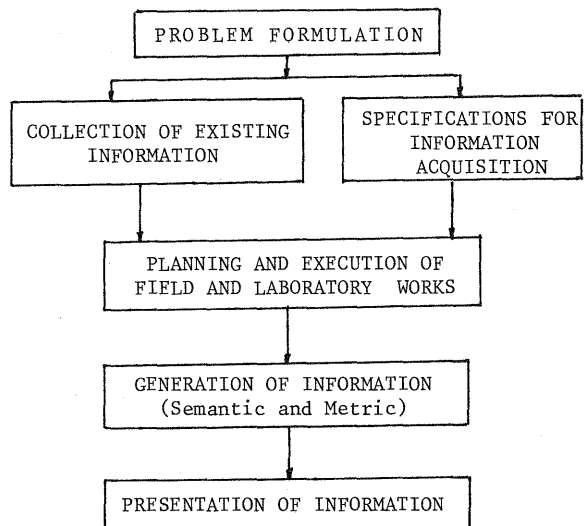 PROBLEM FORMULATION
COLLECTION OF EXISTING
INFORMATION
SPECIFICATIONS FOR
INFORMATION
ACQUISITION
PLANNING AND EXECUTION OF
FIELD AND LABORATORY WORKS
GENERATION OF INFORMATION
(Semantic and Metric)
PRESENTATION OF INFORMATION